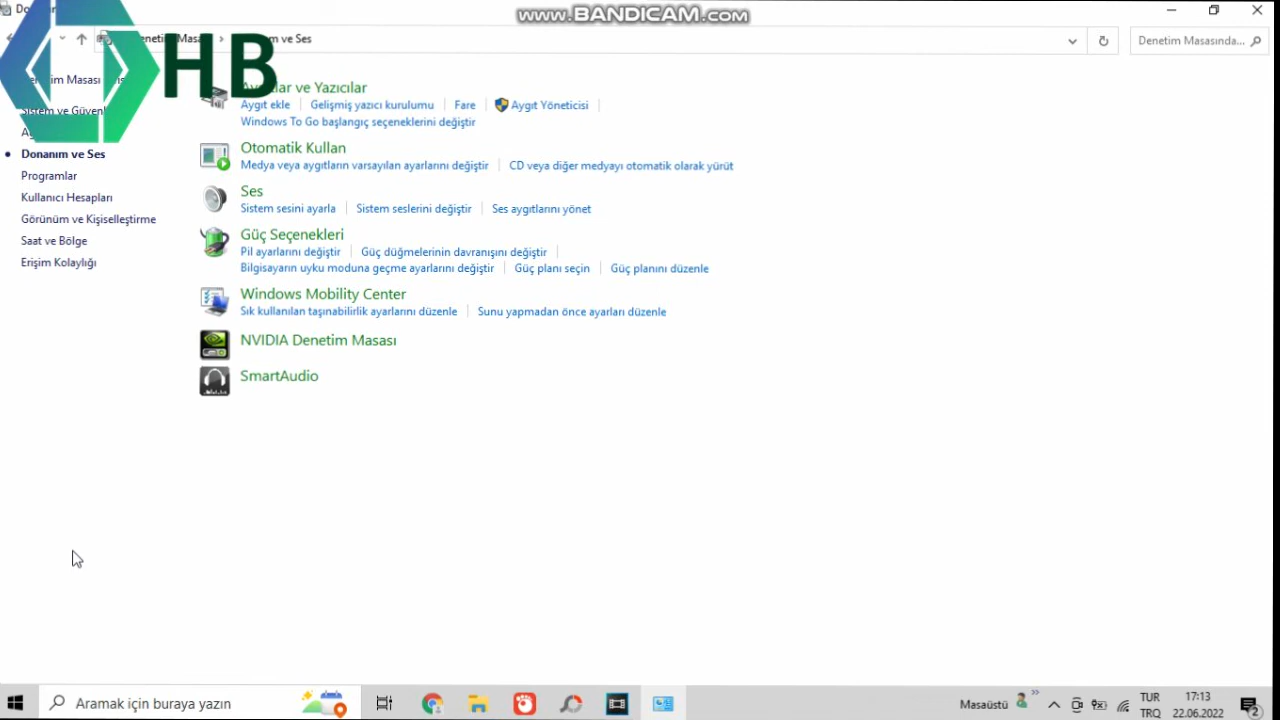 www.BANDICAM.com
HB
ve Ses
Denetim Masasında...
Masası
Donanım ve Ses
Programlar
Kullanıcı Hesapları
Görünüm ve Kişiselleştirme
Saat ve Bölge
Erişim Kolaylığı
ve Yazıcılar
Aygıt ekle
Gelişmiş yazıcı kurulumu
Fare
Aygıt Yöneticisi
Windows To Go başlangıç seçeneklerini değiştir
Otomatik Kullan
Medya veya aygıtların varsayılan ayarlarını değiştir
CD veya diğer medyayı otomatik olarak yürüt
Ses
Sistem sesini ayarla
Sistem seslerini değiştir
Ses aygıtlarını yönet
Güç Seçenekleri
Pil ayarlarını değiştir
Güç düğmelerinin davranışını değiştir
Bilgisayarın uyku moduna geçme ayarlarını değiştir
Güç planı seçin
Güç planını düzenle
Windows Mobility Center
Sık kullanılan taşınabilirlik ayarlarını düzenle
Sunu yapmadan önce ayarları düzenle
NVIDIA Denetim Masası
SmartAudio
Aramak için buraya yazın
Masaüstü
TUR
TRQ
17:13
22.06.2022
2